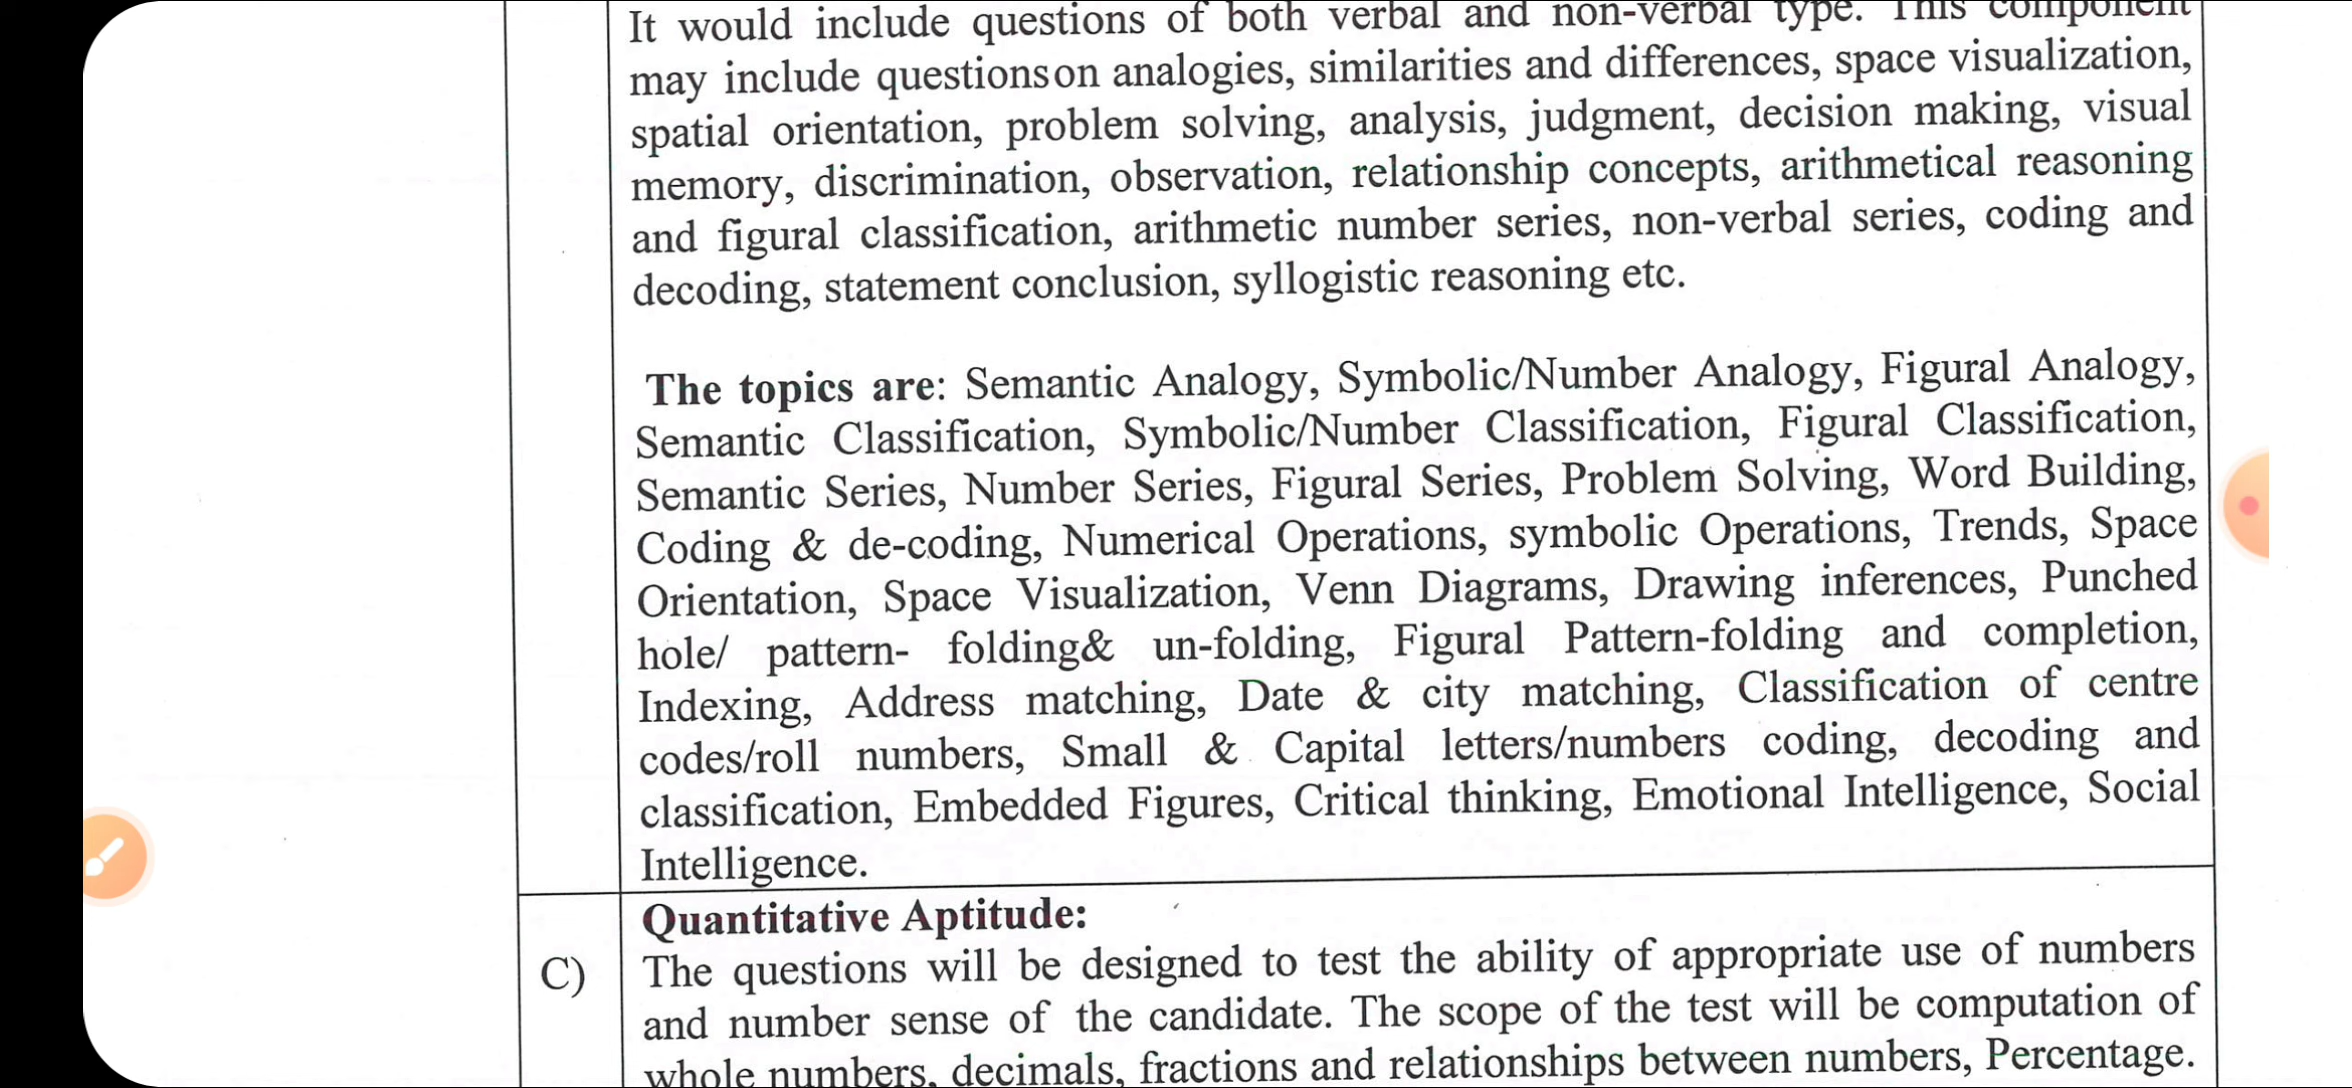 It would include questions of both verbal and non-verbal type. This component
may include questionson analogies, similarities and differences, space visualization,
spatial orientation, problem solving, analysis, judgment, decision making, visual
memory, discrimination, observation, relationship concepts, arithmetical reasoning
and figural classification, arithmetic number series, non-verbal series, coding and
decoding, statement conclusion, syllogistic reasoning etc.
The topics are: Semantic Analogy, Symbolic/Number Analogy, Figural Analogy,
Semantic Classification, Symbolic/Number Classification, Figural Classification,
Semantic Series, Number Series, Figural Series, Problem Solving, Word Building,
Coding & de-coding, Numerical Operations, symbolic Operations, Trends, Space
Orientation, Space Visualization, Venn Diagrams, Drawing inferences, Punched
hole/ pattern- folding& un-folding, Figural Pattern-folding and completion,
Indexing, Address matching, Date & city matching, Classification of centre
codes/roll numbers, Small & Capital letters/numbers coding, decoding and
classification, Embedded Figures, Critical thinking, Emotional Intelligence, Social
Intelligence.
Quantitative Aptitude:
C) The questions will be designed to test the ability of appropriate use of numbers
and number sense of the candidate. The scope of the test will be computation of
whole numbers, decimals, fractions and relationships between numbers, Percentage.